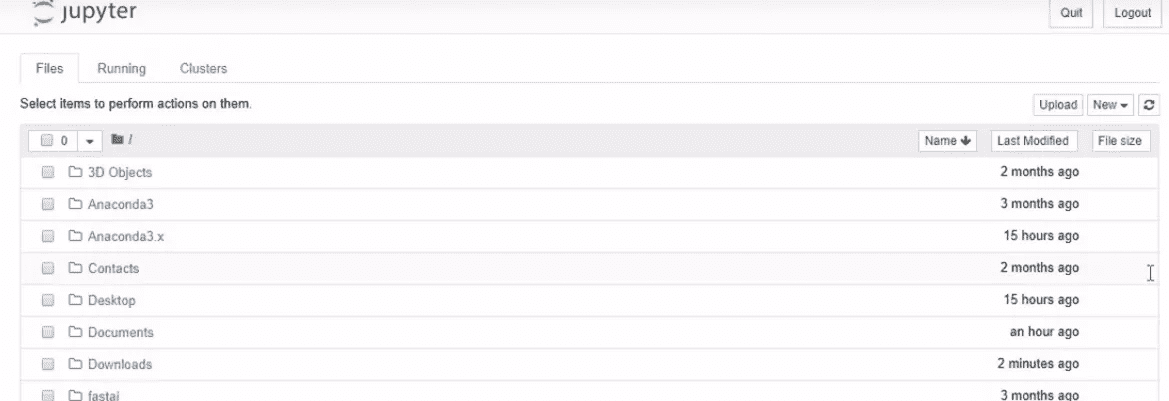 jupyter Quit Logout
Files Running Clusters
Select items to perform actions on them. Upload New
0 / Name Last Modified File size
3D Objects 2 months ago
Anaconda3 3 months ago
Anaconda3.x 15 hours ago
Contacts 2 months ago
Desktop 15 hours ago
Documents an hour ago
Downloads 2 minutes ago
fastai 3 months ago